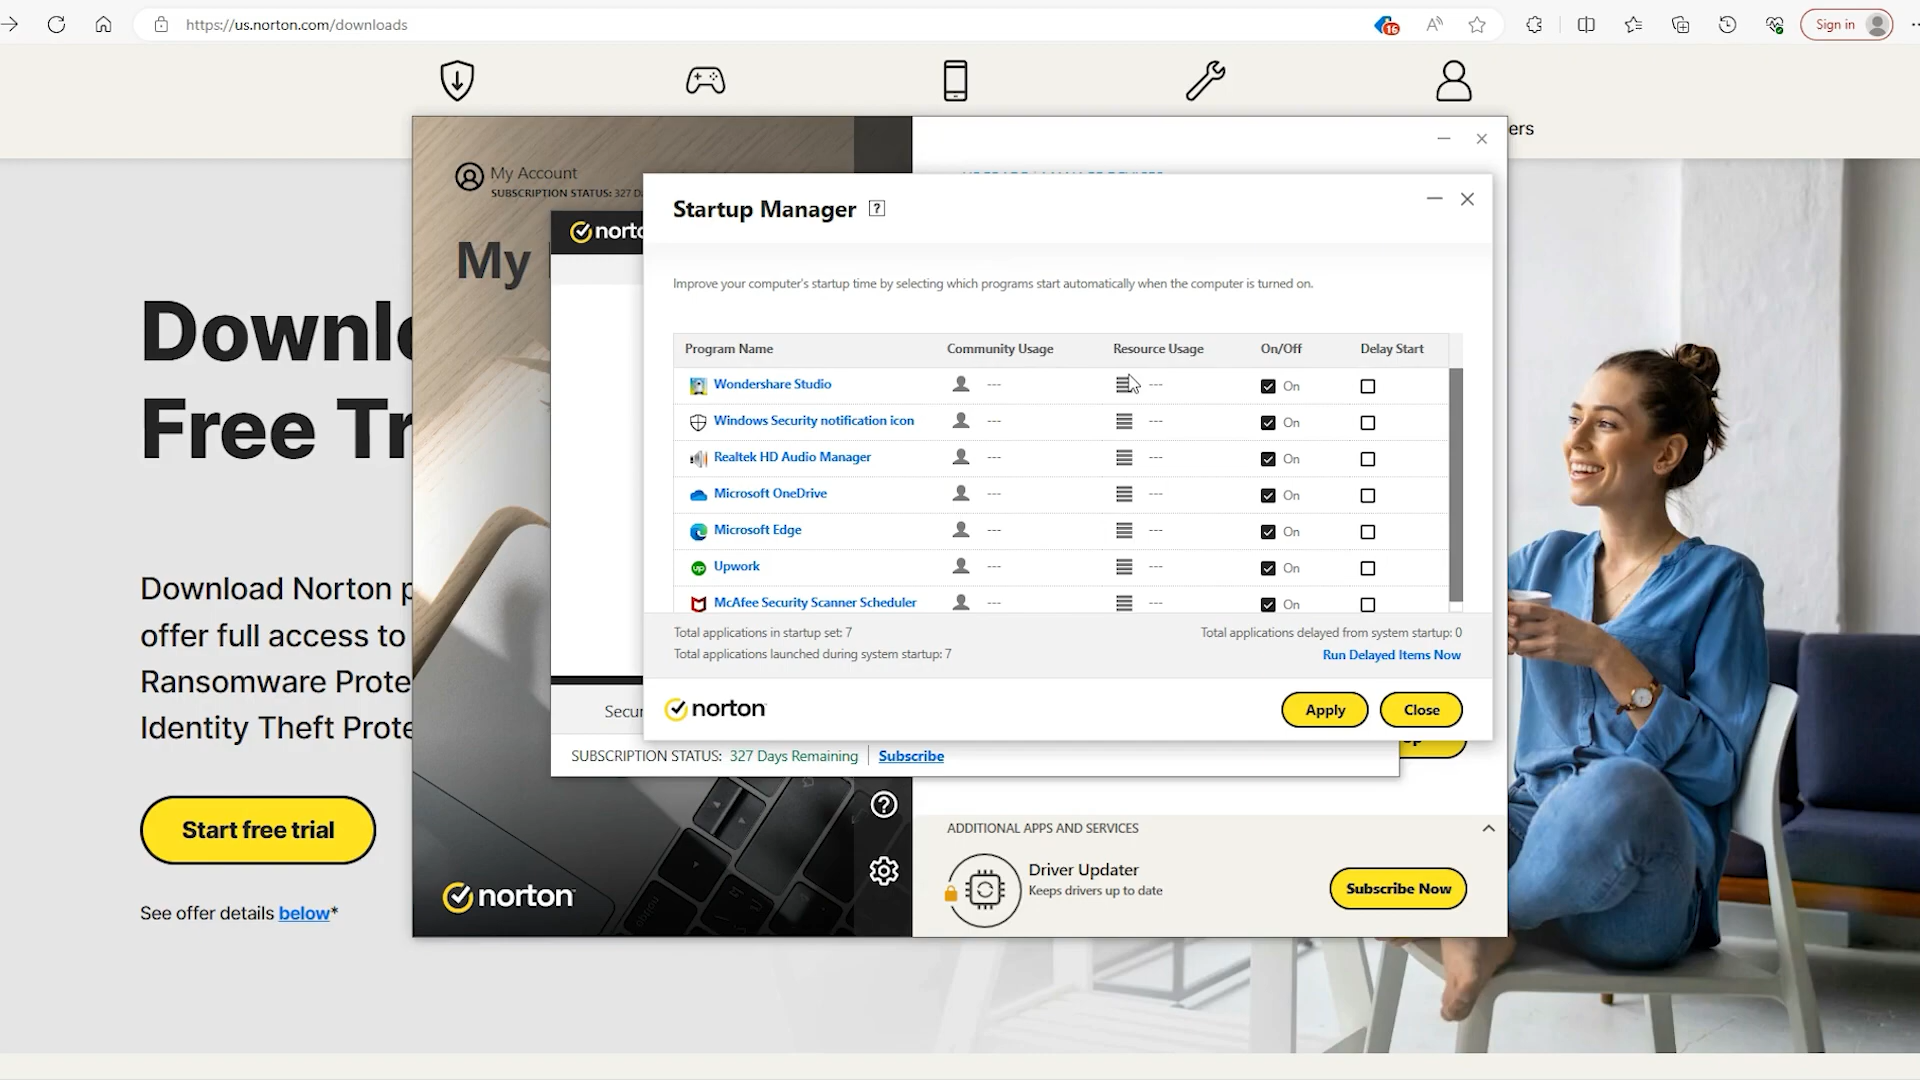 https://us.norton.com/downloads
16
Sign in
ers
My Account
SUBSCRIPTION STATUS: 327 D
My
norto
Startup Manager ?
Improve your computer's startup time by selecting which programs start automatically when the computer is turned on.
Program Name Community Usage Resource Usage On/Off Delay Start
Wondershare Studio --- --- On
Windows Security notification icon --- --- On
Realtek HD Audio Manager --- --- On
Microsoft OneDrive --- --- On
Microsoft Edge --- --- On
up Upwork --- --- On
McAfee Security Scanner Scheduler --- --- On
Total applications in startup set: 7 Total applications delayed from system startup: 0
Total applications launched during system startup: 7 Run Delayed Items Now
norton
Apply Close
Secur
SUBSCRIPTION STATUS: 327 Days Remaining Subscribe
ADDITIONAL APPS AND SERVICES
Driver Updater
Keeps drivers up to date
Subscribe Now
norton
Downlo
Free Tr
Download Norton p
offer full access to
Ransomware Prote
Identity Theft Prote
Start free trial
See offer details below*